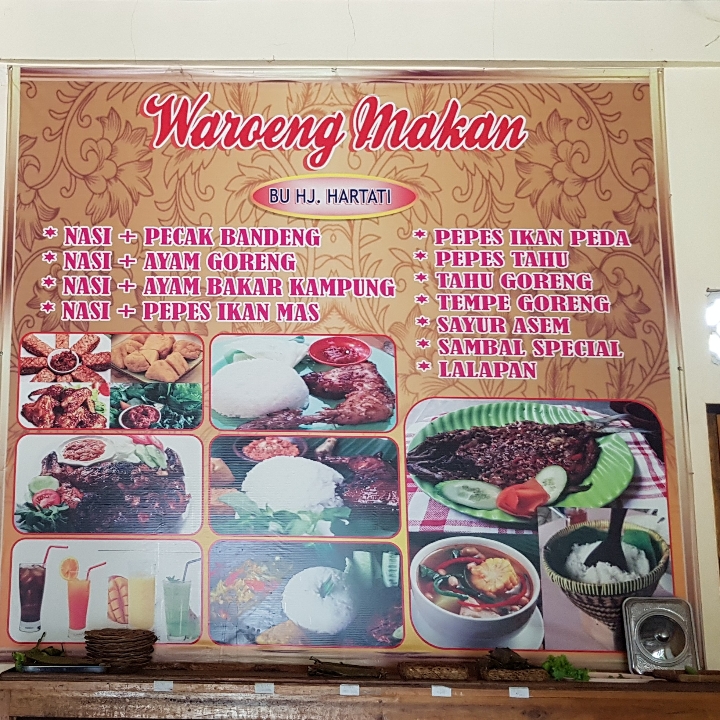 Waroeng Makan
BU HJ. HARTATI
* NASI + PECAK BANDENG
* NASI + AYAM GORENG
* NASI + AYAM BAKAR KAMPUNG
* NASI + PEPES IKAN MAS
* PEPES IKAN PEDA
* PEPES TAHU
* TAHU GORENG
* TEMPE GORENG
* SAYUR ASEM
* SAMBAL SPECIAL
* LALAPAN